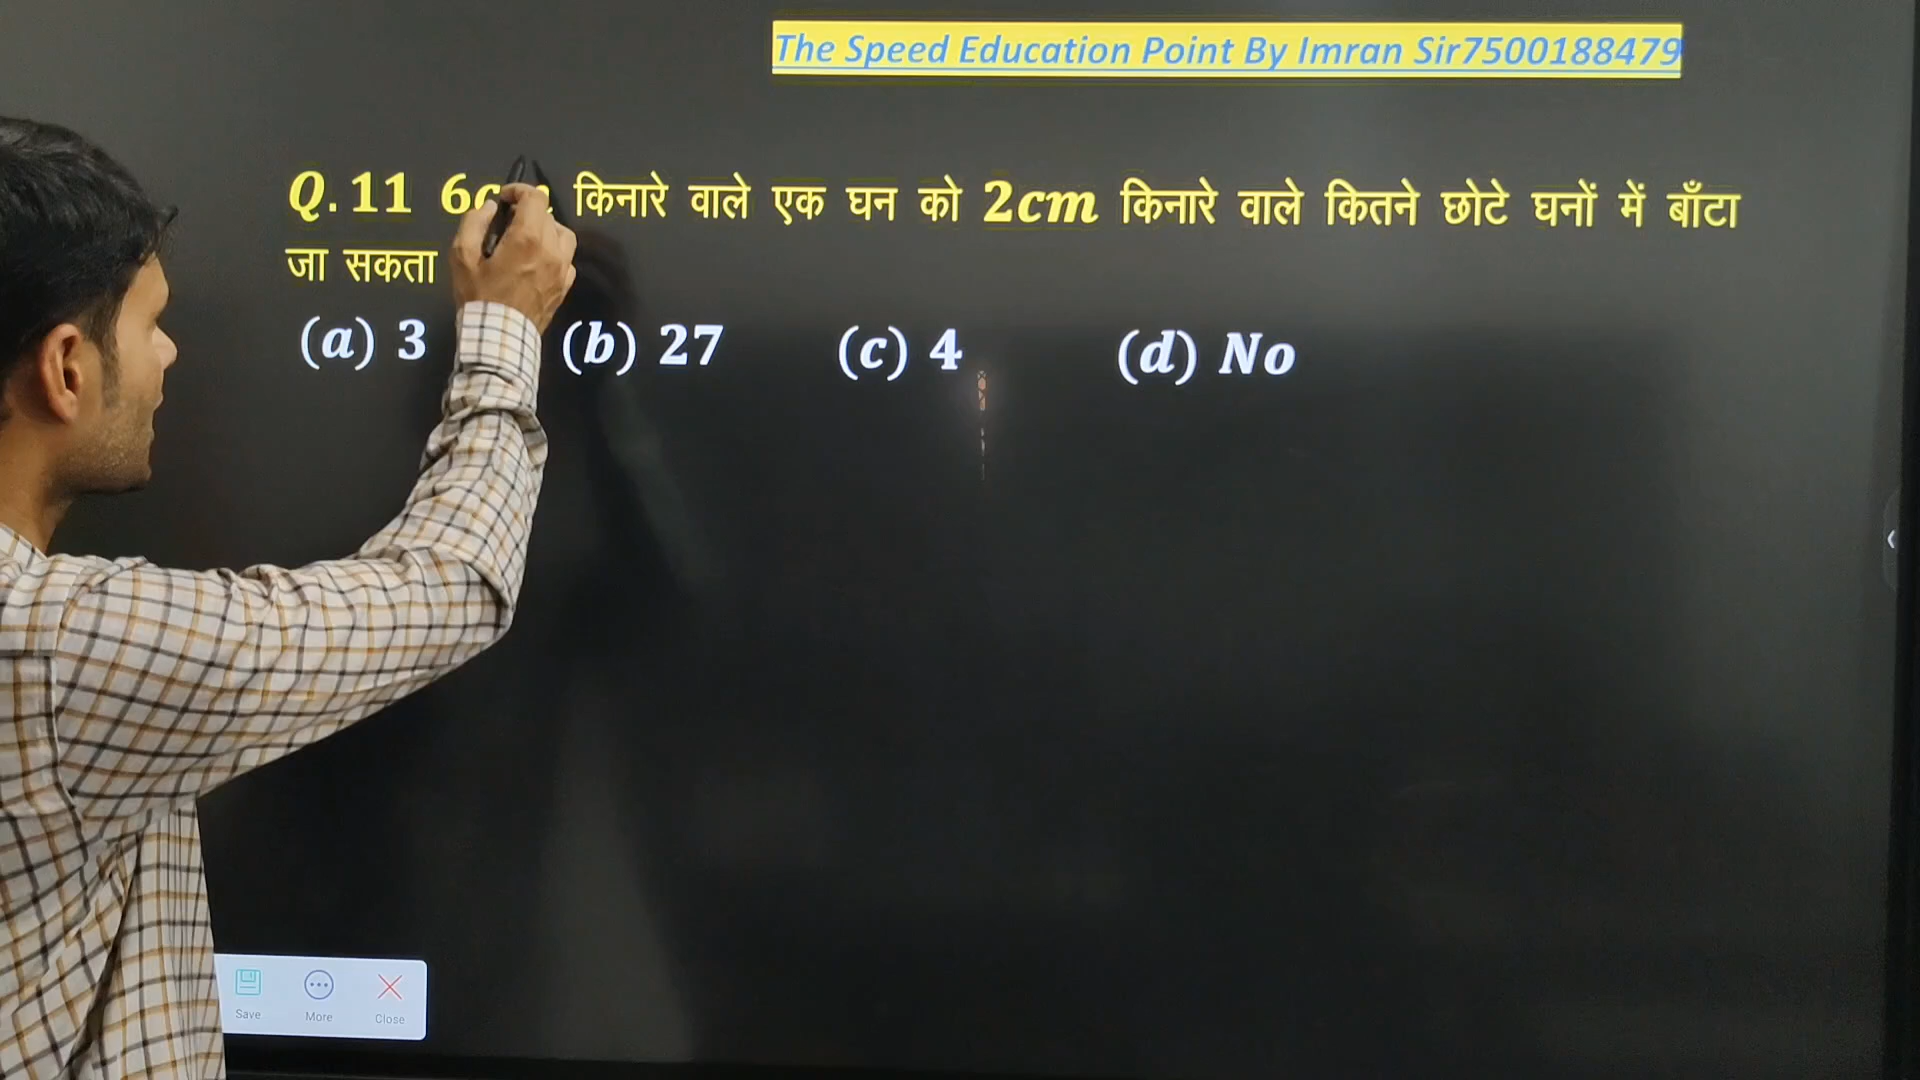 The Speed Education Point By Imran Sir7500188479
Q. 11 6cm किनारे वाले एक घन को 2cm किनारे वाले कितने छोटे घनों में बाँटा
जा सकता
(a) 3 (b) 27 (c) 4 (d) No
Save More Close